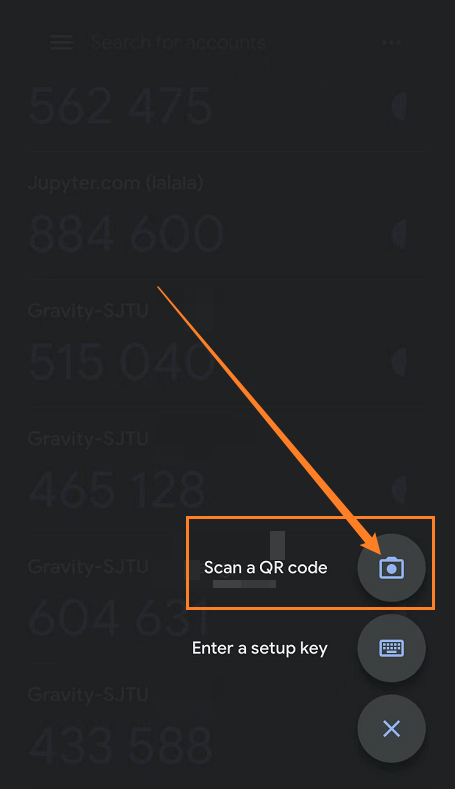 Search for accounts
562 475
Jupyter.com (lalala)
884 600
Gravity-SJTU
515 040
Gravity-SJTU
465 128
Scan a QR code
Gravity-SJTU
604 631
Enter a setup key
Gravity-SJTU
433 588